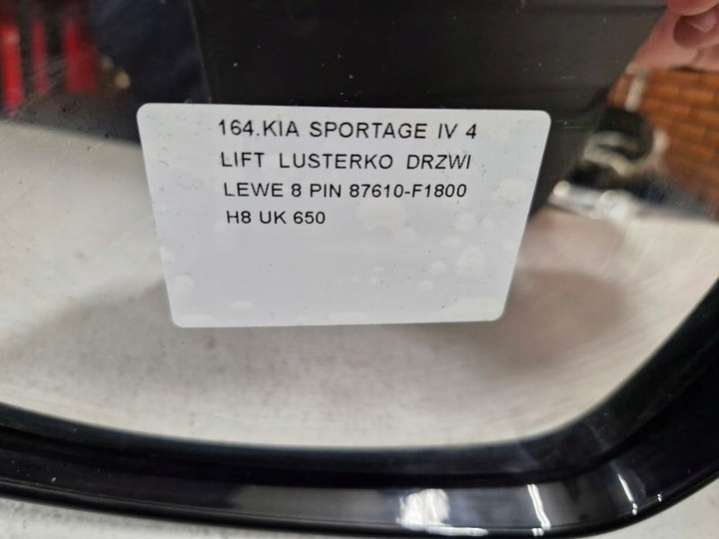 164.KIA SPORTAGE IV 4
LIFT LUSTERKO DRZWI
LEWE 8 PIN 87610-F1800
H8 UK 650